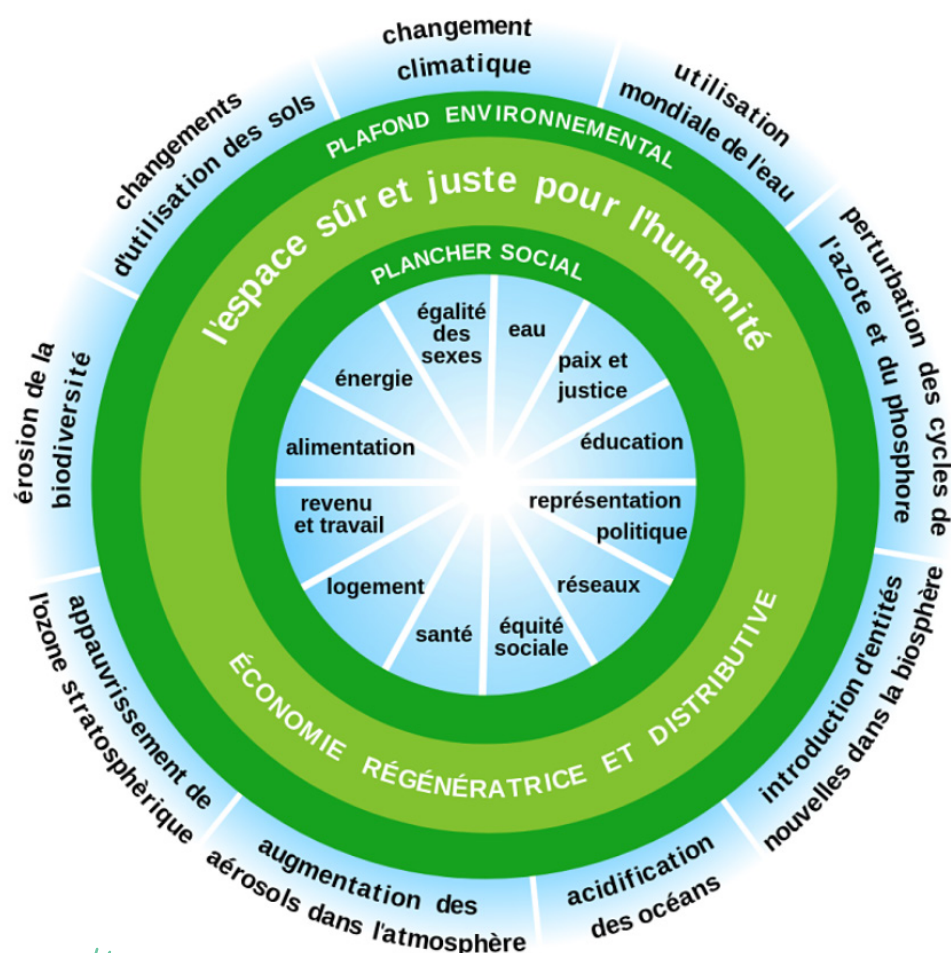 changement
climatique
utilisation
mondiale de l'eau
perturbation des cycles de
l'azote et du phosphore
introduction d'entités
nouvelles dans la biosphère
acidification
des océans
augmentation des
aérosols dans l'atmosphère
appauvrissement de
l'ozone stratosphèrique
érosion de la
biodiversité
changements
d'utilisation des sols
PLAFOND ENVIRONNEMENTAL
l'espace sûr et juste pour l'humanité
PLANCHER SOCIAL
égalité
des
sexes
eau
paix et
justice
éducation
représentation
politique
réseaux
équité
sociale
santé
logement
revenu
et travail
alimentation
énergie
ÉCONOMIE RÉGÉNÉRATRICE ET DISTRIBUTIVE